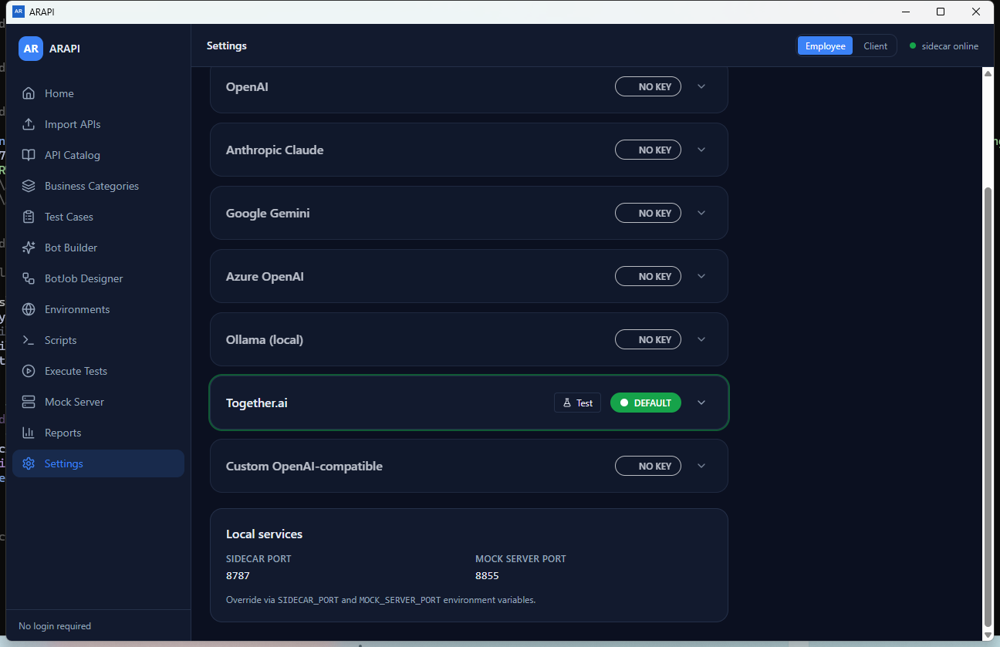 AR ARAPI
AR ARAPI
Settings
Employee Client sidecar online
Home
Import APIs
API Catalog
Business Categories
Test Cases
Bot Builder
BotJob Designer
Environments
Scripts
Execute Tests
Mock Server
Reports
Settings
No login required
OpenAI NO KEY
Anthropic Claude NO KEY
Google Gemini NO KEY
Azure OpenAI NO KEY
Ollama (local) NO KEY
Together.ai Test DEFAULT
Custom OpenAI-compatible NO KEY
Local services
SIDECAR PORT MOCK SERVER PORT
8787 8855
Override via SIDECAR_PORT and MOCK_SERVER_PORT environment variables.